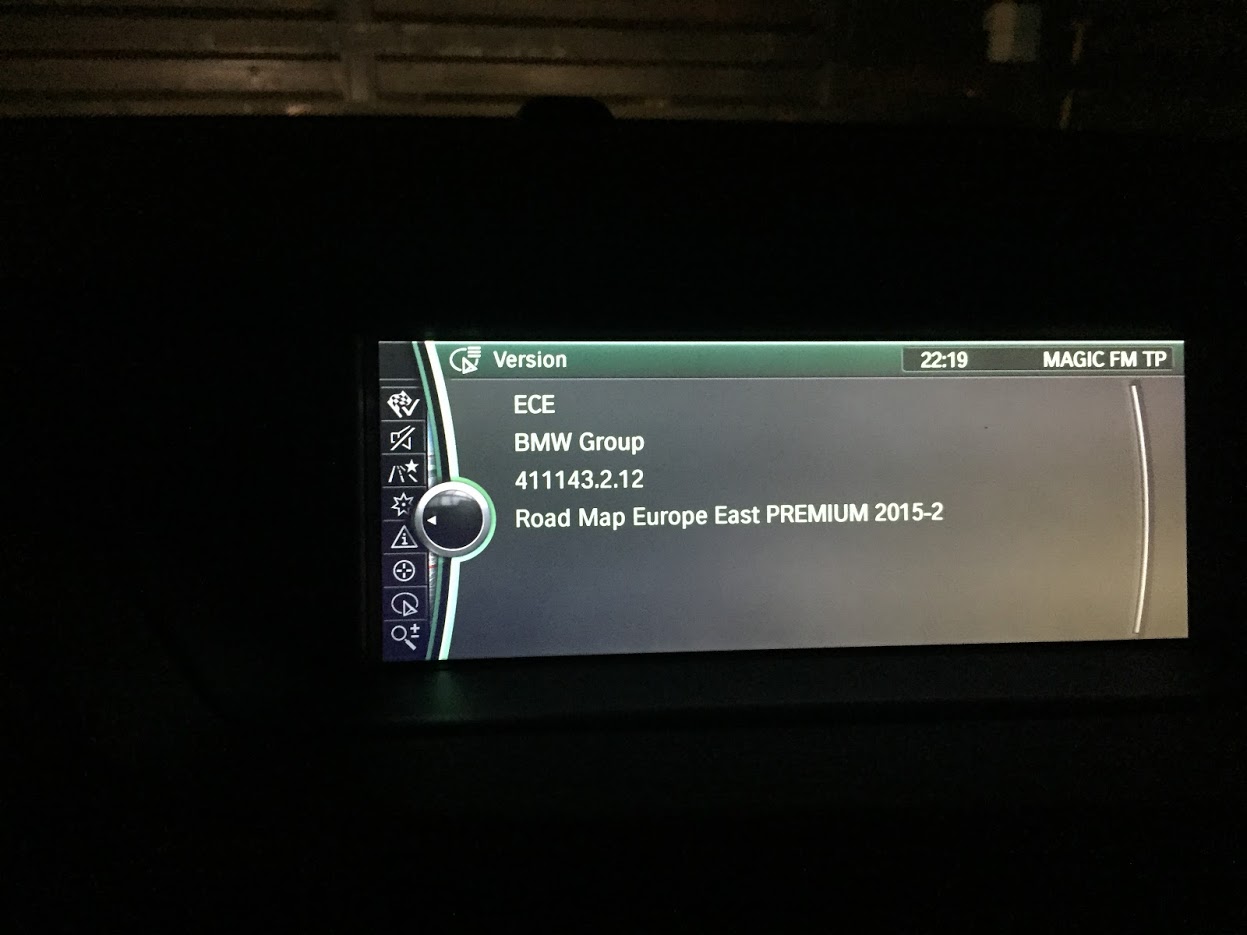 Version
22:19 MAGIC FM TP
ECE
BMW Group
411143.2.12
Road Map Europe East PREMIUM 2015-2